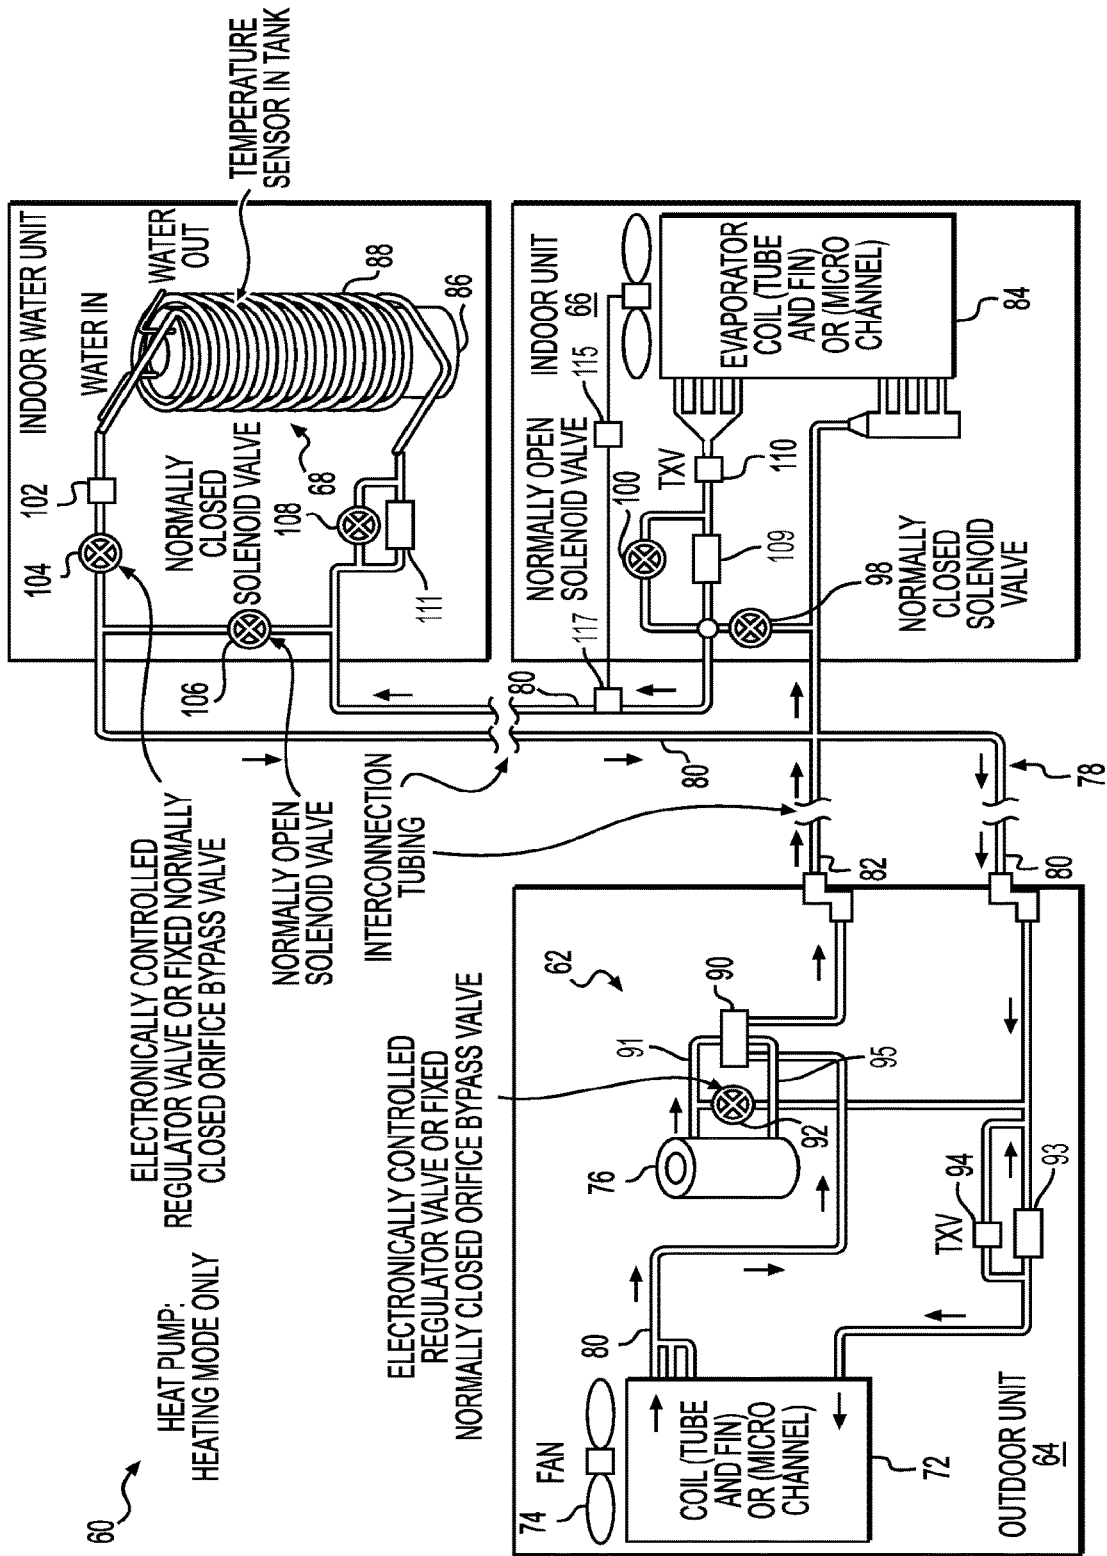 60
HEAT PUMP:
HEATING MODE ONLY
ELECTRONICALLY CONTROLLED
REGULATOR VALVE OR FIXED NORMALLY
CLOSED ORIFICE BYPASS VALVE
NORMALLY OPEN
SOLENOID VALVE
INTERCONNECTION
TUBING
ELECTRONICALLY CONTROLLED
REGULATOR VALVE OR FIXED
NORMALLY CLOSED ORIFICE BYPASS VALVE
INDOOR WATER UNIT
104
102
WATER IN
WATER
OUT
TEMPERATURE
SENSOR IN TANK
NORMALLY
CLOSED
SOLENOID VALVE
68
88
86
106
108
111
80
80
78
INDOOR UNIT
66
115
117
NORMALLY OPEN
SOLENOID VALVE
100
TXV
110
109
98
NORMALLY
CLOSED
SOLENOID
VALVE
EVAPORATOR
COIL (TUBE
AND FIN)
OR (MICRO
CHANNEL)
84
82
80
62
90
91
92
95
76
TXV
94
93
80
FAN
74
COIL (TUBE
AND FIN)
OR (MICRO
CHANNEL)
72
OUTDOOR UNIT
64